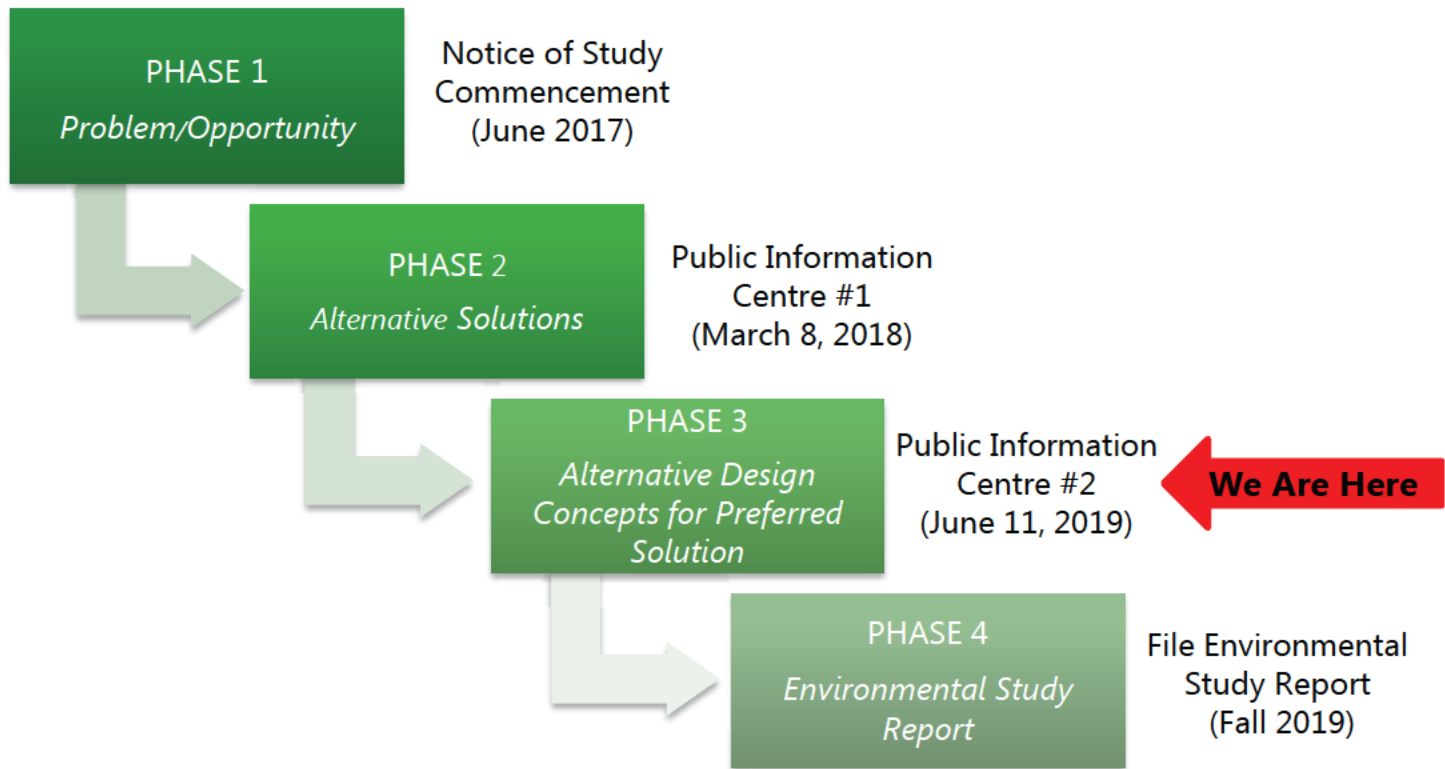 PHASE 1
Problem/Opportunity
Notice of Study
Commencement
(June 2017)
PHASE 2
Alternative Solutions
Public Information
Centre #1
(March 8, 2018)
PHASE 3
Alternative Design
Concepts for Preferred
Solution
Public Information
Centre #2
(June 11, 2019)
We Are Here
PHASE 4
Environmental Study
Report
File Environmental
Study Report
(Fall 2019)